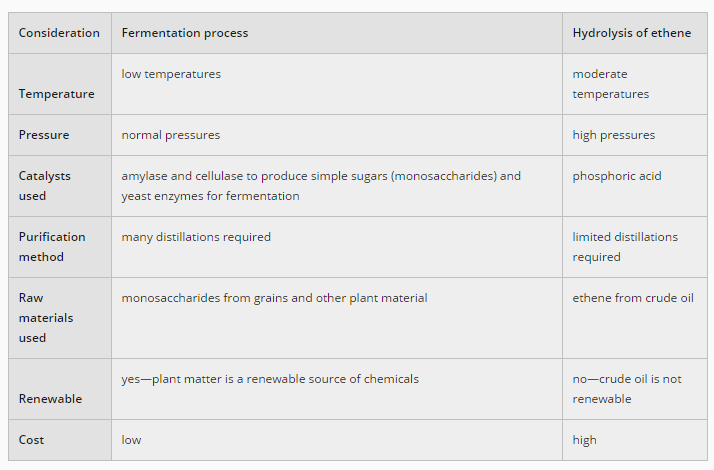 Consideration
Fermentation process
Hydrolysis of ethene
Temperature
low temperatures
moderate
temperatures
Pressure
normal pressures
high pressures
Catalysts
used
amylase and cellulase to produce simple sugars (monosaccharides) and
yeast enzymes for fermentation
phosphoric acid
Purification
method
many distillations required
limited distillations
required
Raw
materials
used
monosaccharides from grains and other plant material
ethene from crude oil
Renewable
yes—plant matter is a renewable source of chemicals
no—crude oil is not
renewable
Cost
low
high